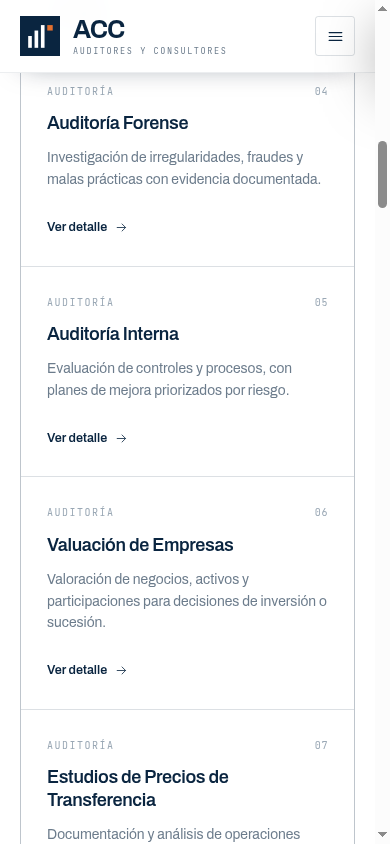 ACC
AUDITORES Y CONSULTORES
AUDITORÍA 04
Auditoría Forense
Investigación de irregularidades, fraudes y
malas prácticas con evidencia documentada.
Ver detalle →
AUDITORÍA 05
Auditoría Interna
Evaluación de controles y procesos, con
planes de mejora priorizados por riesgo.
Ver detalle →
AUDITORÍA 06
Valuación de Empresas
Valoración de negocios, activos y
participaciones para decisiones de inversión o
sucesión.
Ver detalle →
AUDITORÍA 07
Estudios de Precios de
Transferencia
Documentación y análisis de operaciones